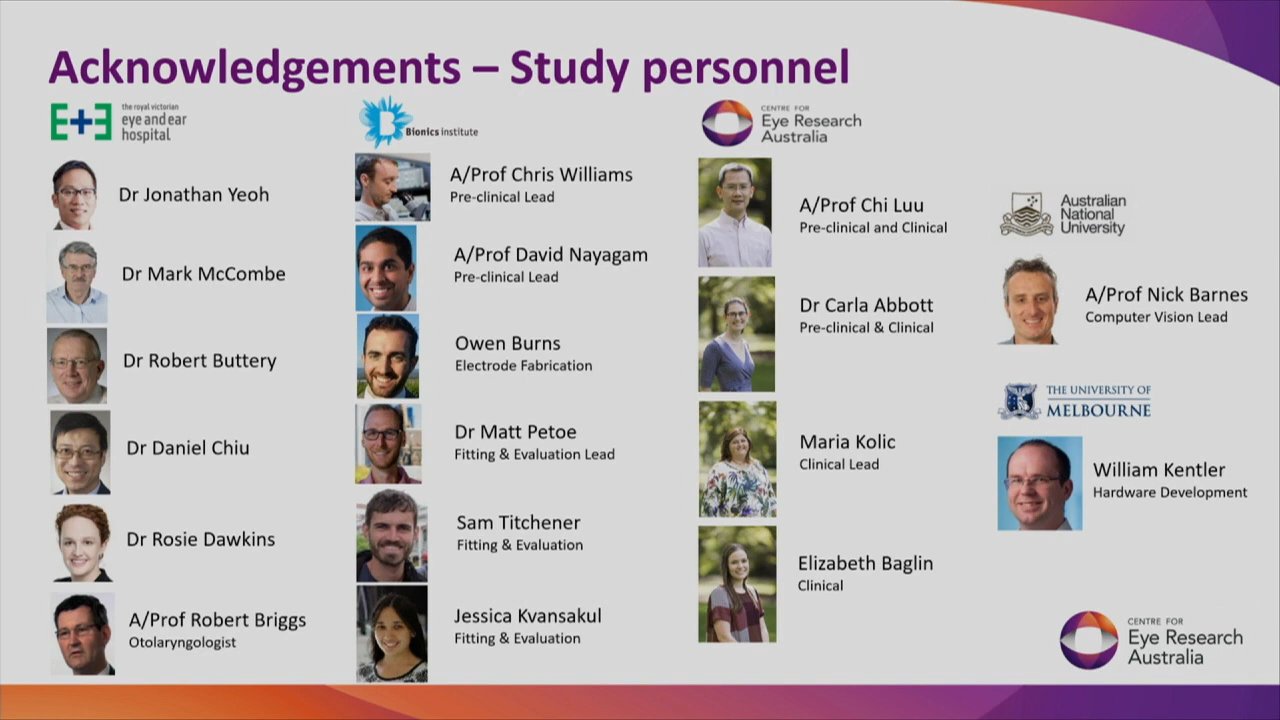 Acknowledgements – Study personnel
E+E
the royal victorian
eye and ear
hospital
Dr Jonathan Yeoh
Dr Mark McCombe
Dr Robert Buttery
Dr Daniel Chiu
Dr Rosie Dawkins
A/Prof Robert Briggs
Otolaryngologist
Bionics institute
A/Prof Chris Williams
Pre-clinical Lead
A/Prof David Nayagam
Pre-clinical Lead
Owen Burns
Electrode Fabrication
Dr Matt Petoe
Fitting & Evaluation Lead
Sam Titchener
Fitting & Evaluation
Jessica Kvansakul
Fitting & Evaluation
CENTRE FOR
Eye Research
Australia
A/Prof Chi Luu
Pre-clinical and Clinical
Dr Carla Abbott
Pre-clinical & Clinical
Maria Kolic
Clinical Lead
Elizabeth Baglin
Clinical
Australian
National
University
A/Prof Nick Barnes
Computer Vision Lead
THE UNIVERSITY OF
MELBOURNE
William Kentler
Hardware Development
CENTRE FOR
Eye Research
Australia